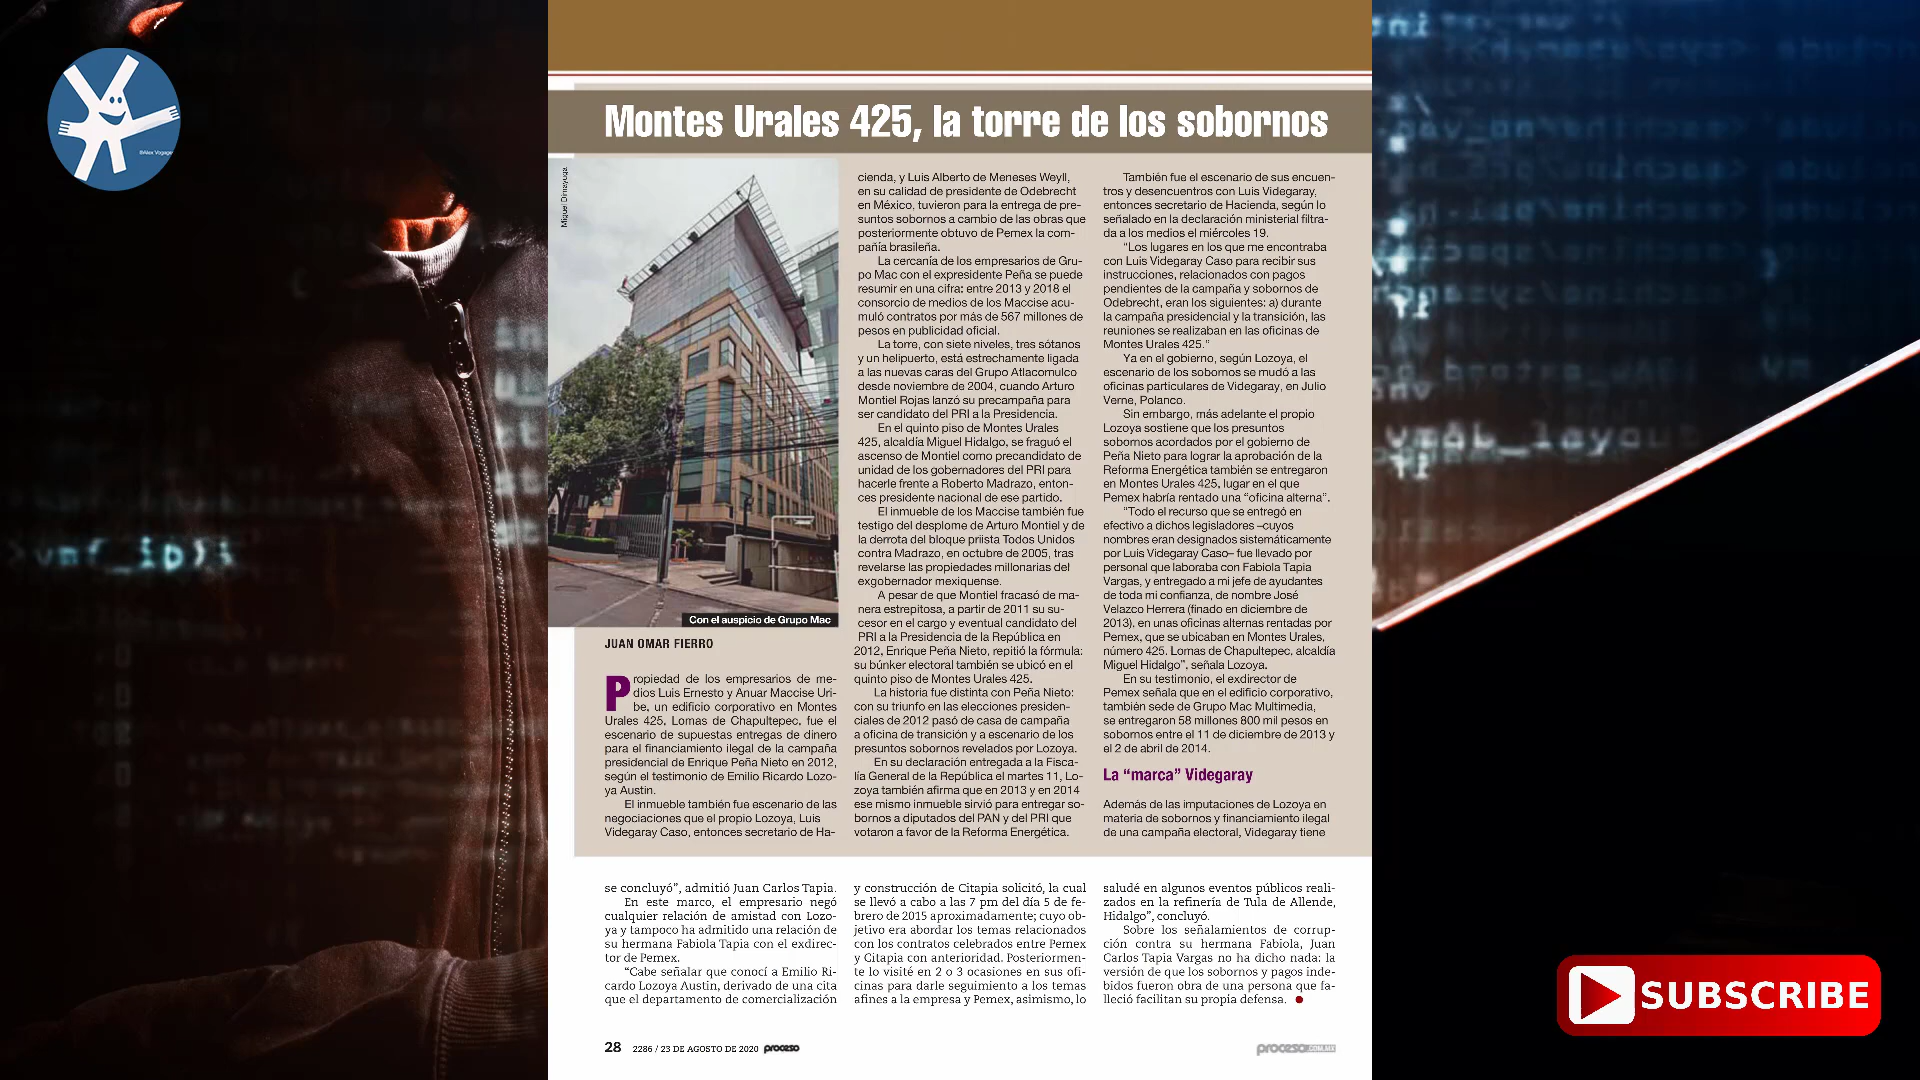 Montes Urales 425, la torre de los sobornos
Miguel Dimayuga
Con el auspicio de Grupo Mac
JUAN OMAR FIERRO
Propiedad de los empresarios de me-
dios Luis Ernesto y Anuar Maccise Uri-
be, un edificio corporativo en Montes
Urales 425, Lomas de Chapultepec, fue el
escenario de supuestas entregas de dinero
para el financiamiento ilegal de la campaña
presidencial de Enrique Peña Nieto en 2012,
según el testimonio de Emilio Ricardo Lozo-
ya Austin.
El inmueble también fue escenario de las
negociaciones que el propio Lozoya, Luis
Videgaray Caso, entonces secretario de Ha-
cienda, y Luis Alberto de Meneses Weyll,
en su calidad de presidente de Odebrecht
en México, tuvieron para la entrega de pre-
suntos sobornos a cambio de las obras que
posteriormente obtuvo de Pemex la com-
pañía brasileña.
La cercanía de los empresarios de Gru-
po Mac con el expresidente Peña se puede
resumir en una cifra: entre 2013 y 2018 el
consorcio de medios de los Maccise acu-
muló contratos por más de 567 millones de
pesos en publicidad oficial.
La torre, con siete niveles, tres sótanos
y un helipuerto, está estrechamente ligada
a las nuevas caras del Grupo Atlacomulco
desde noviembre de 2004, cuando Arturo
Montiel Rojas lanzó su precampaña para
ser candidato del PRI a la Presidencia.
En el quinto piso de Montes Urales
425, alcaldía Miguel Hidalgo, se fraguó el
ascenso de Montiel como precandidato de
unidad de los gobernadores del PRI para
hacerle frente a Roberto Madrazo, enton-
ces presidente nacional de ese partido.
El inmueble de los Maccise también fue
testigo del desplome de Arturo Montiel y de
la derrota del bloque priista Todos Unidos
contra Madrazo, en octubre de 2005, tras
revelarse las propiedades millonarias del
exgobernador mexiquense.
A pesar de que Montiel fracasó de ma-
nera estrepitosa, a partir de 2011 su su-
cesor en el cargo y eventual candidato del
PRI a la Presidencia de la República en
2012, Enrique Peña Nieto, repitió la fórmula:
su búnker electoral también se ubicó en el
quinto piso de Montes Urales 425.
La historia fue distinta con Peña Nieto:
con su triunfo en las elecciones presiden-
ciales de 2012 pasó de casa de campaña
a oficina de transición y a escenario de los
presuntos sobornos revelados por Lozoya.
En su declaración entregada a la Fisca-
lía General de la República el martes 11, Lo-
zoya también afirma que en 2013 y en 2014
ese mismo inmueble sirvió para entregar so-
bornos a diputados del PAN y del PRI que
votaron a favor de la Reforma Energética.
También fue el escenario de sus encuen-
tros y desencuentros con Luis Videgaray,
entonces secretario de Hacienda, según lo
señalado en la declaración ministerial filtra-
da a los medios el miércoles 19.
“Los lugares en los que me encontraba
con Luis Videgaray Caso para recibir sus
instrucciones, relacionados con pagos
pendientes de la campaña y sobornos de
Odebrecht, eran los siguientes: a) durante
la campaña presidencial y la transición, las
reuniones se realizaban en las oficinas de
Montes Urales 425.”
Ya en el gobierno, según Lozoya, el
escenario de los sobornos se mudó a las
oficinas particulares de Videgaray, en Julio
Verne, Polanco.
Sin embargo, más adelante el propio
Lozoya sostiene que los presuntos
sobornos acordados por el gobierno de
Peña Nieto para lograr la aprobación de la
Reforma Energética también se entregaron
en Montes Urales 425, lugar en el que
Pemex habría rentado una “oficina alterna”.
“Todo el recurso que se entregó en
efectivo a dichos legisladores –cuyos
nombres eran designados sistemáticamente
por Luis Videgaray Caso– fue llevado por
personal que laboraba con Fabiola Tapia
Vargas, y entregado a mi jefe de ayudantes
de toda mi confianza, de nombre José
Velazco Herrera (finado en diciembre de
2013), en unas oficinas alternas rentadas por
Pemex, que se ubicaban en Montes Urales,
número 425. Lomas de Chapultepec, alcaldía
Miguel Hidalgo”, señala Lozoya.
En su testimonio, el exdirector de
Pemex señala que en el edificio corporativo,
también sede de Grupo Mac Multimedia,
se entregaron 58 millones 800 mil pesos en
sobornos entre el 11 de diciembre de 2013 y
el 2 de abril de 2014.
La “marca” Videgaray
Además de las imputaciones de Lozoya en
materia de sobornos y financiamiento ilegal
de una campaña electoral, Videgaray tiene
se concluyó”, admitió Juan Carlos Tapia.
En este marco, el empresario negó
cualquier relación de amistad con Lozo-
ya y tampoco ha admitido una relación de
su hermana Fabiola Tapia con el exdirec-
tor de Pemex.
“Cabe señalar que conocí a Emilio Ri-
cardo Lozoya Austin, derivado de una cita
que el departamento de comercialización
y construcción de Citapia solicitó, la cual
se llevó a cabo a las 7 pm del día 5 de fe-
brero de 2015 aproximadamente; cuyo ob-
jetivo era abordar los temas relacionados
con los contratos celebrados entre Pemex
y Citapia con anterioridad. Posteriormen-
te lo visité en 2 o 3 ocasiones en sus ofi-
cinas para darle seguimiento a los temas
afines a la empresa y Pemex, asimismo, lo
saludé en algunos eventos públicos reali-
zados en la refinería de Tula de Allende,
Hidalgo”, concluyó.
Sobre los señalamientos de corrup-
ción contra su hermana Fabiola, Juan
Carlos Tapia Vargas no ha dicho nada: la
versión de que los sobornos y pagos inde-
bidos fueron obra de una persona que fa-
lleció facilitan su propia defensa.
28 2286 / 23 DE AGOSTO DE 2020 proceso
proceso.com.mx
SUBSCRIBE